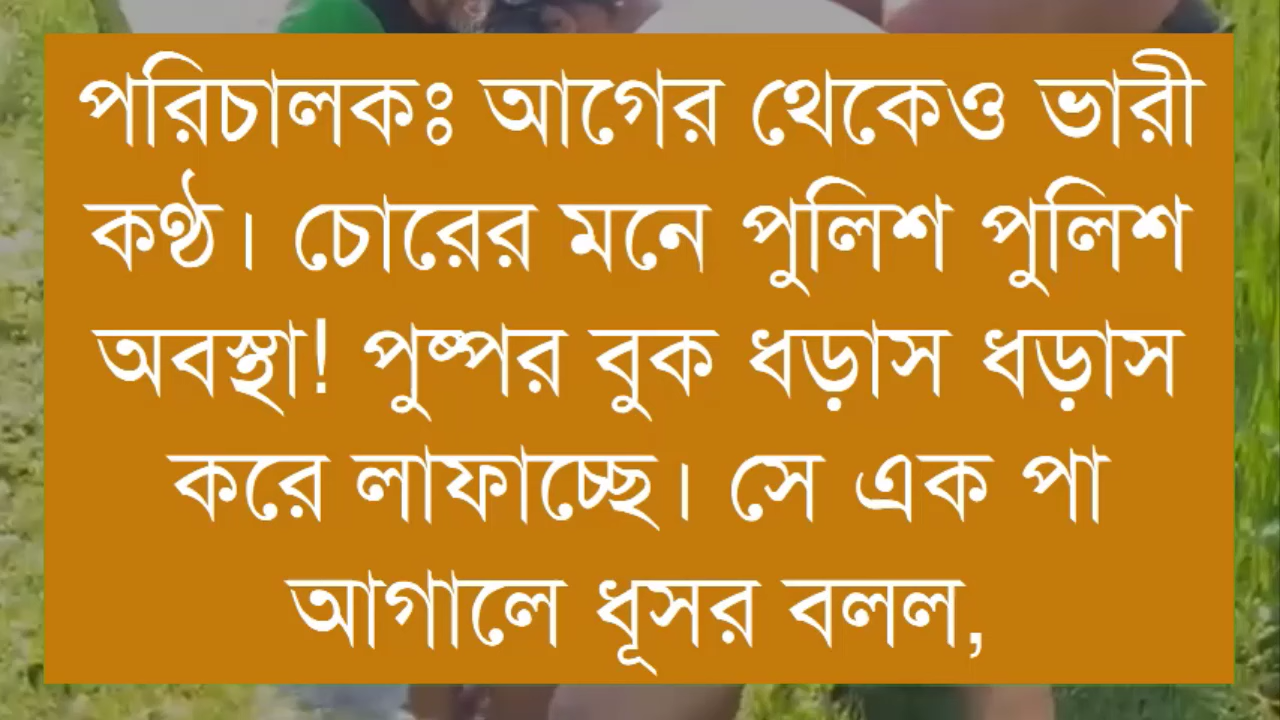 পরিচালকঃ আগের থেকেও ভারী
কণ্ঠ। চোরের মনে পুলিশ পুলিশ
অবস্থা! পুষ্পর বুক ধড়াস ধড়াস
করে লাফাচ্ছে। সে এক পা
আগালে ধূসর বলল,